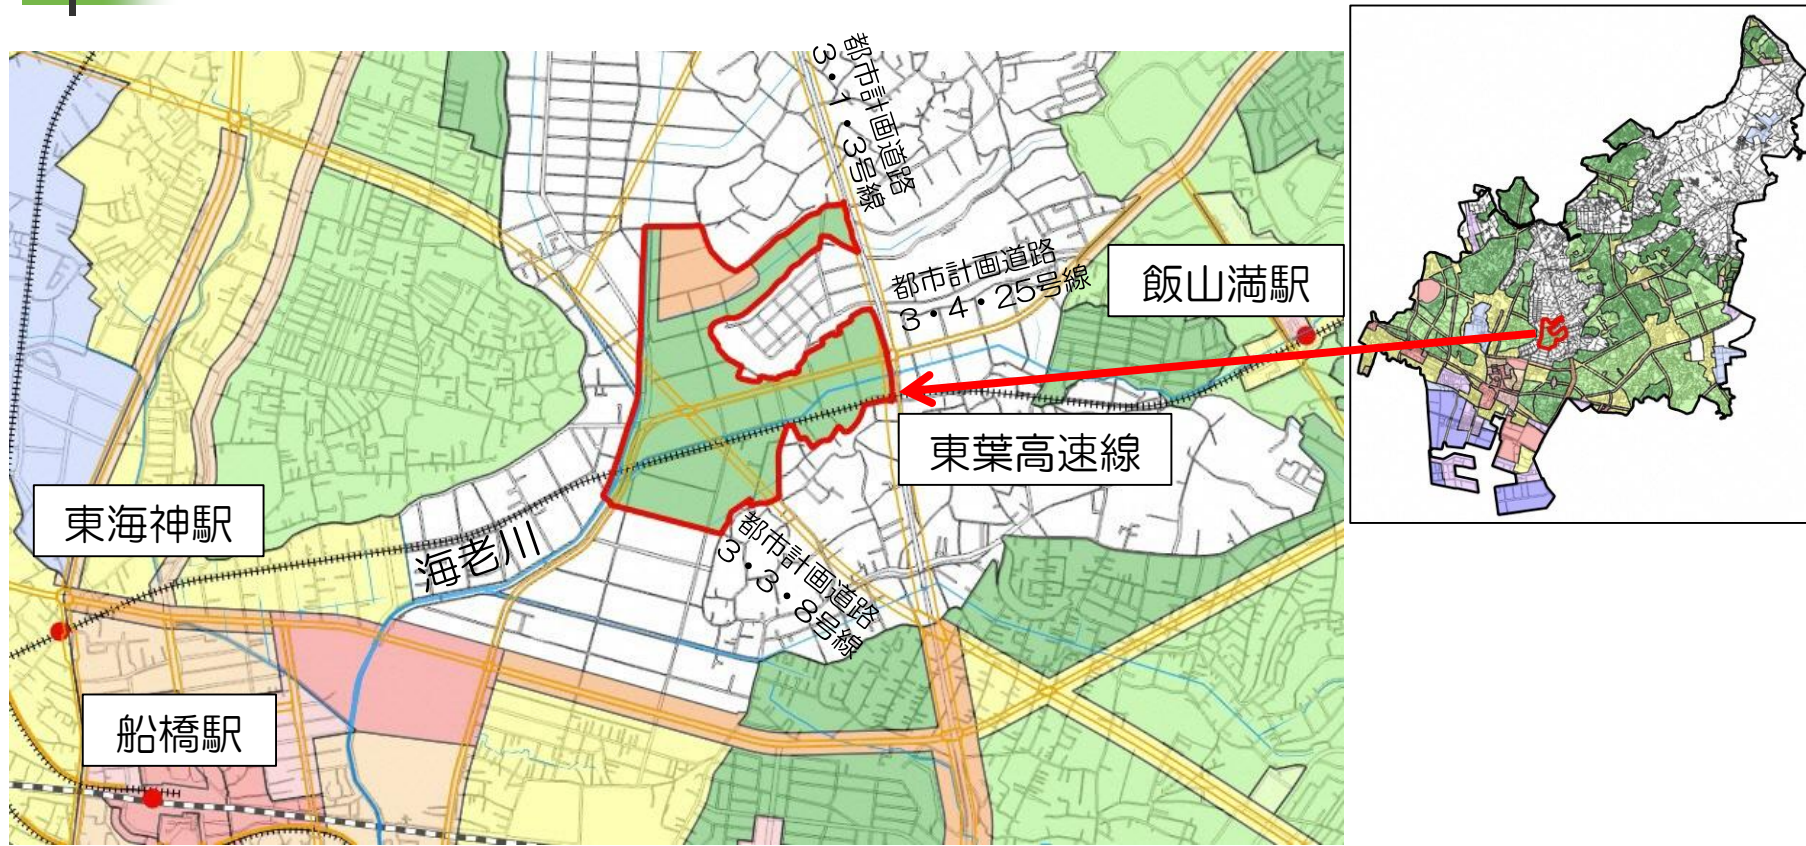 都市計画道路
3・1・3号線
都市計画道路
3・4・25号線
飯山満駅
東葉高速線
東海神駅
海老川
都市計画道路
3・3・8号線
船橋駅